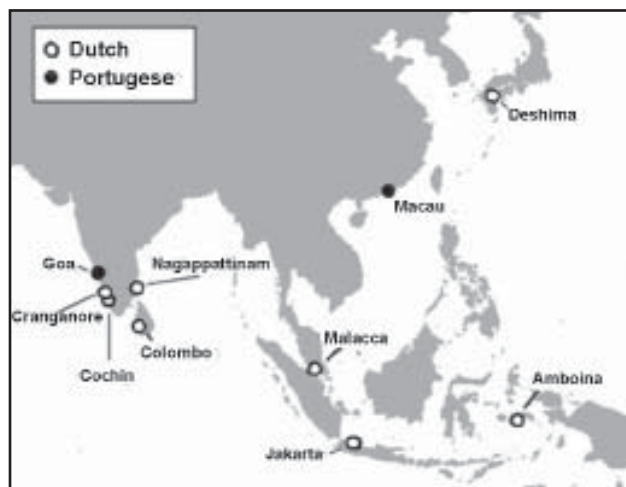 Dutch
Portugese
Deshima
Macau
Goa
Nagappattinam
Cranganore
Colombo
Malacca
Cochin
Amboina
Jakarta